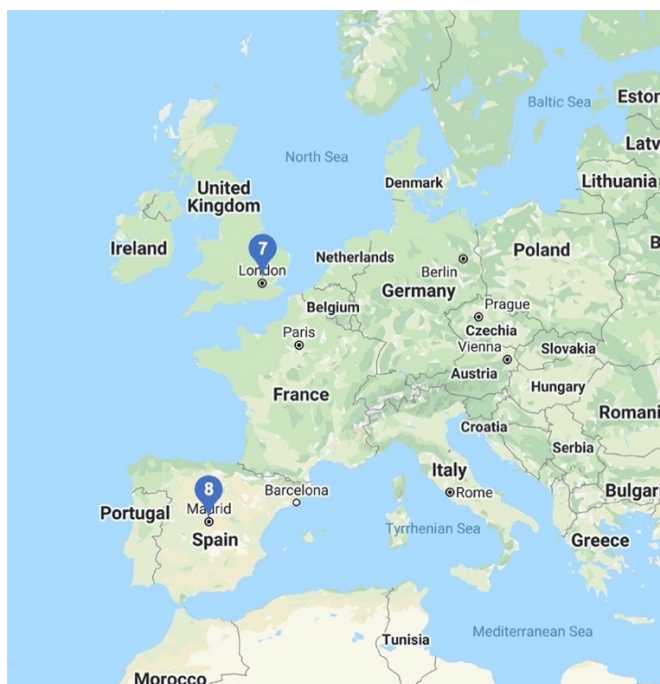 Baltic Sea
Eston
Latv
North Sea
Denmark
Lithuania
United
Kingdom
Ireland
7
London
Netherlands
Berlin
Poland
B
Germany
Belgium
Prague
Czechia
Paris
Vienna
Slovakia
Austria
France
Hungary
Romani
Croatia
Serbia
Italy
8
Barcelona
Rome
Bulgar
Portugal
Madrid
Spain
Tyrrhenian Sea
Greece
Mediterranean Sea
Tunisia
Morocco